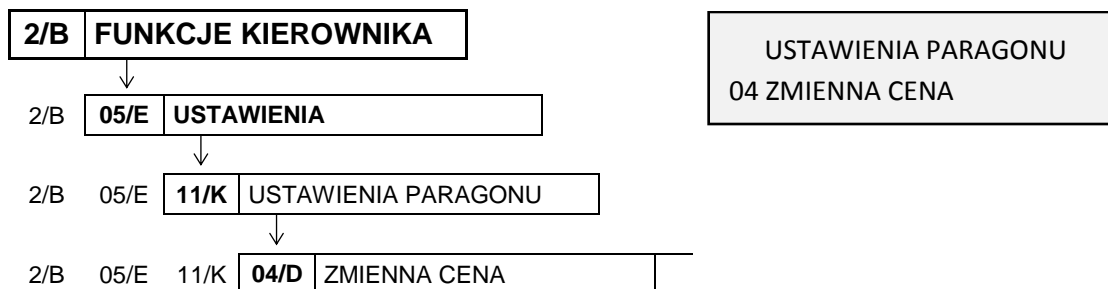 2/B FUNKCJE KIEROWNIKA
2/B 05/E USTAWIENIA
2/B 05/E 11/K USTAWIENIA PARAGONU
2/B 05/E 11/K 04/D ZMIENNA CENA
USTAWIENIA PARAGONU
04 ZMIENNA CENA